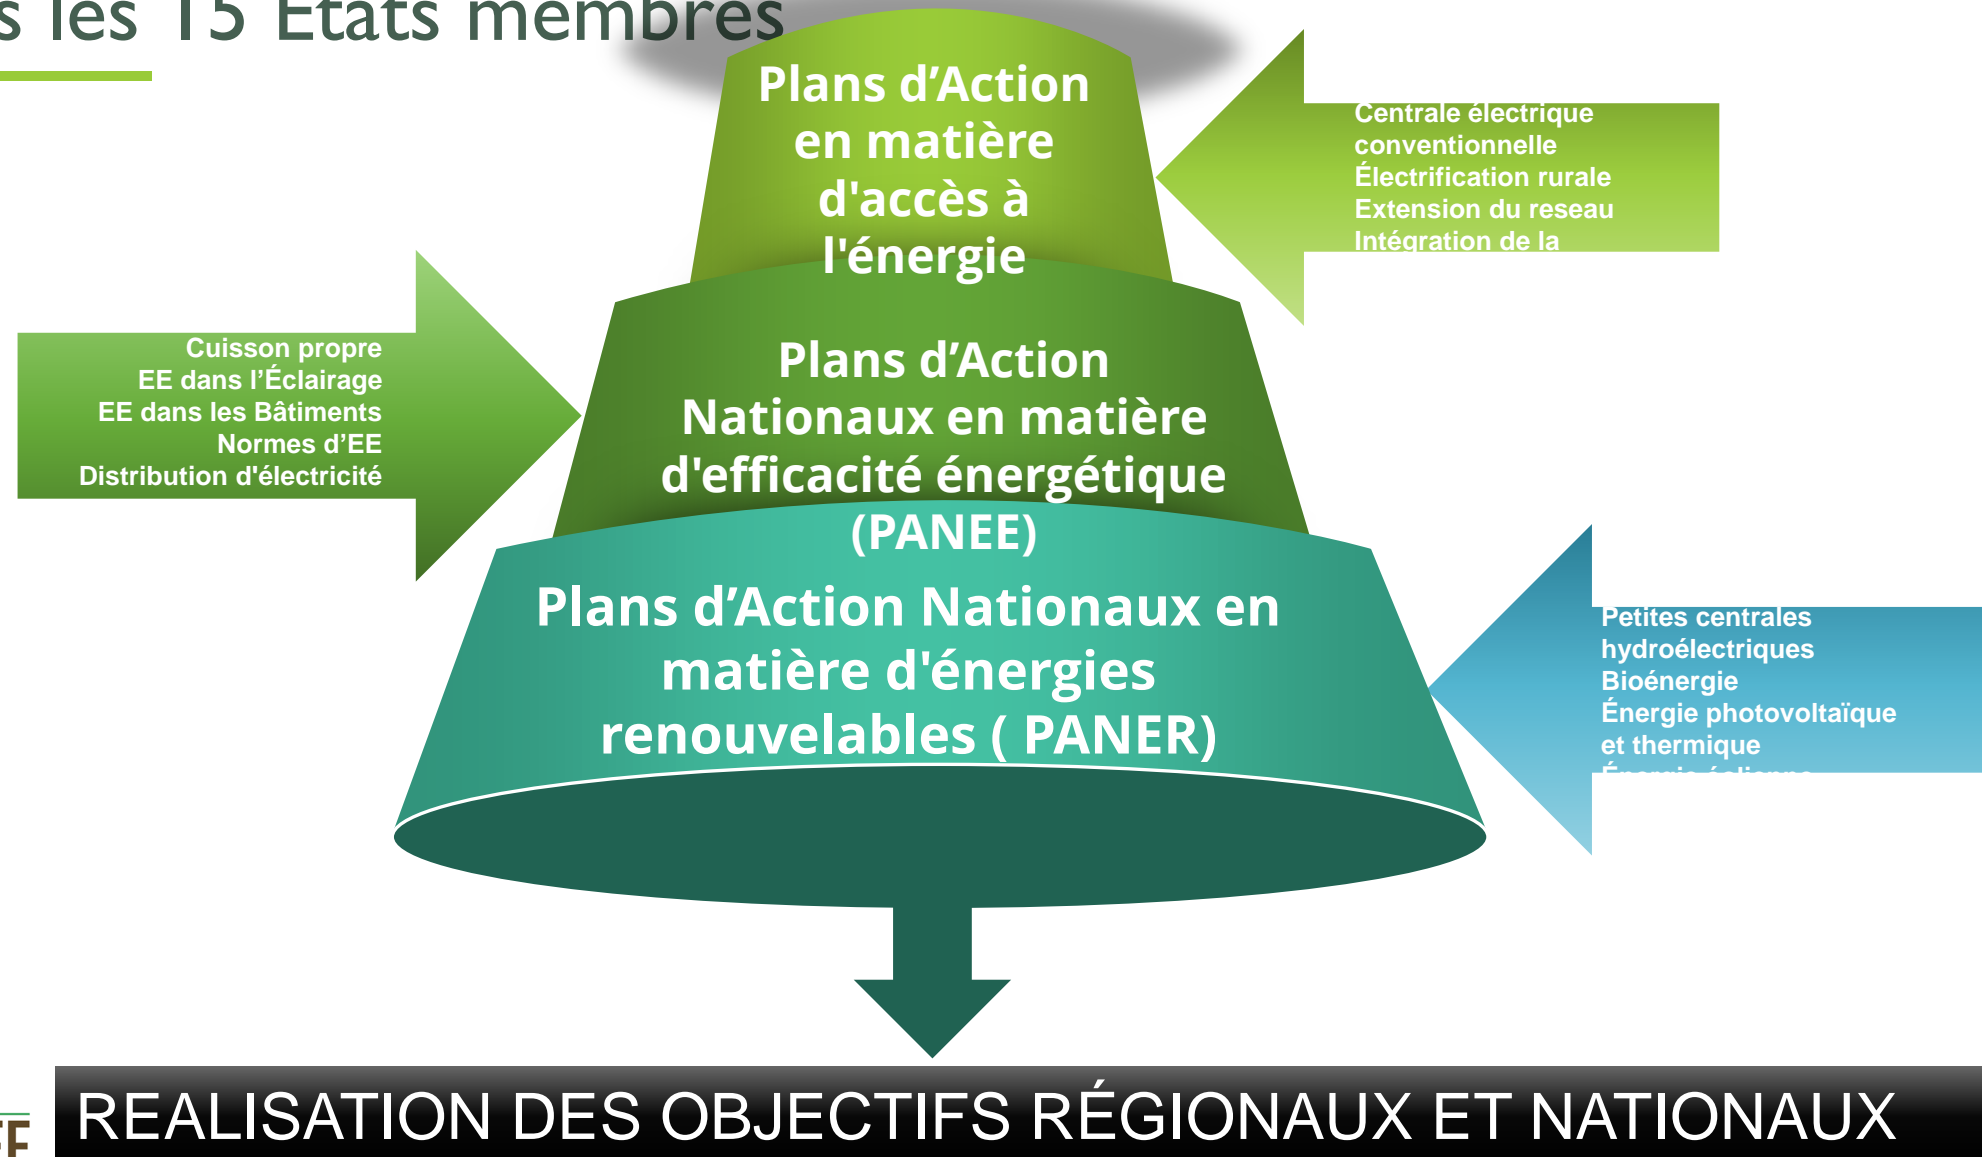 les 15 Etats membres
Plans d’Action
en matière
d'accès à
l'énergie
Centrale électrique
conventionnelle
Électrification rurale
Extension du reseau
Intégration de la
Cuisson propre
EE dans l’Éclairage
EE dans les Bâtiments
Normes d’EE
Distribution d'électricité
Plans d’Action
Nationaux en matière
d'efficacité énergétique
(PANEE)
Plans d’Action Nationaux en
matière d'énergies
renouvelables ( PANER)
Petites centrales
hydroélectriques
Bioénergie
Énergie photovoltaïque
et thermique
Énergie éolienne
REALISATION DES OBJECTIFS RÉGIONAUX ET NATIONAUX